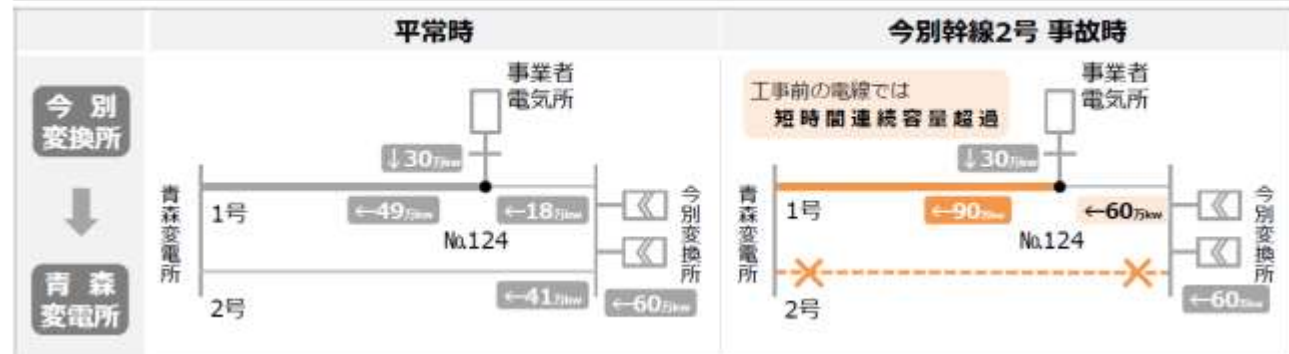 平常時
今別幹線2号 事故時
今別
変換所
青森
変電所
事業者
電気所
↓30万kw
青森変電所
1号
←49万kw
←18万kw
№124
今別変換所
2号
←41万kw
←60万kw
工事前の電線では
短時間連続容量超過
事業者
電気所
↓30万kw
青森変電所
1号
←90万kw
←60万kw
№124
今別変換所
2号
←60万kw